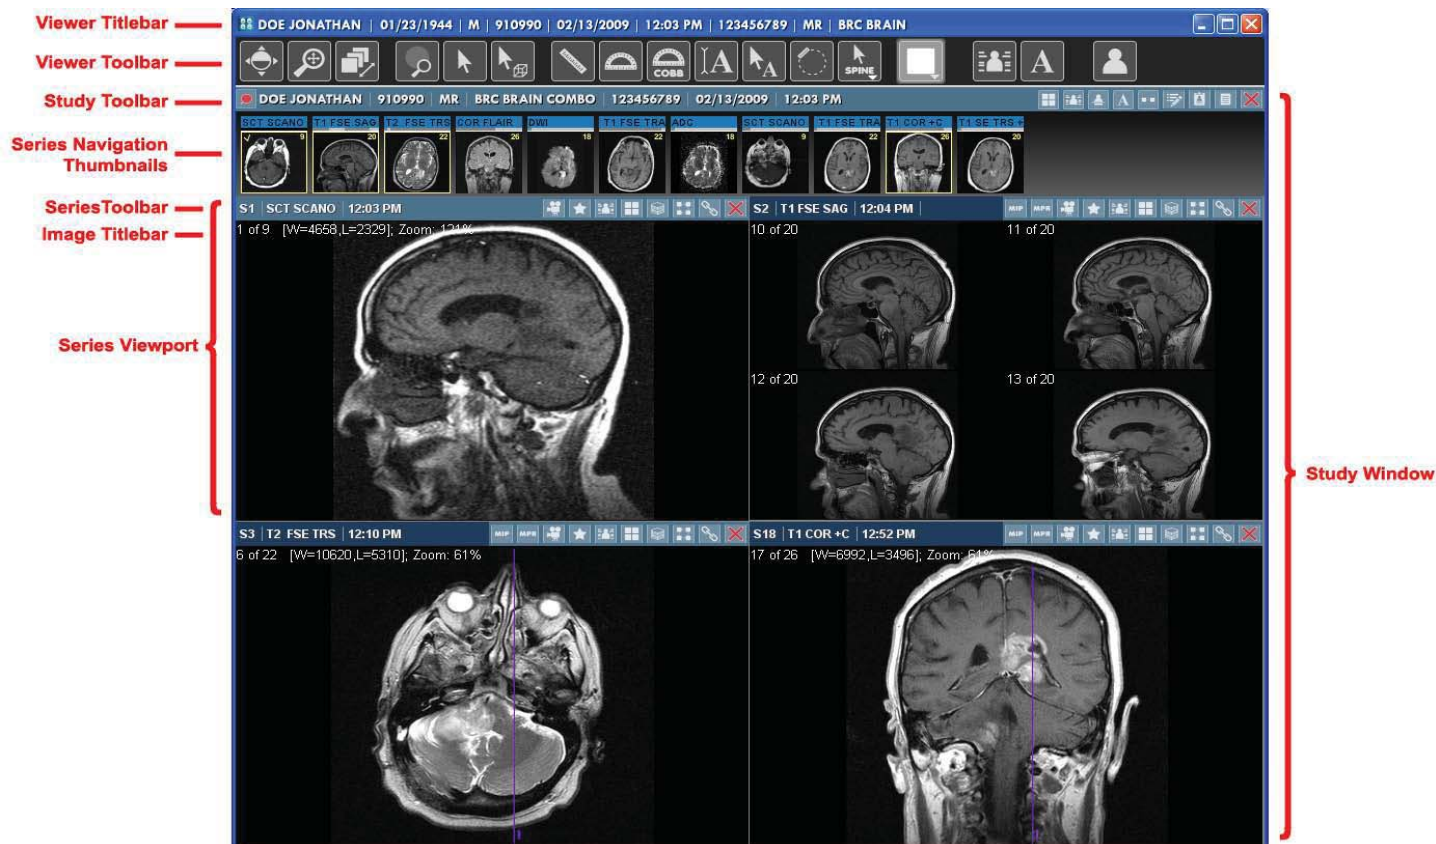 Viewer Titlebar
DOE JONATHAN | 01/23/1944 | M | 910990 | 02/13/2009 | 12:03 PM | 123456789 | MR | BRC BRAIN
Viewer Toolbar
COBB
A
A
SPINE
A
Study Toolbar
DOE JONATHAN | 910990 | MR | BRC BRAIN COMBO | 123456789 | 02/13/2009 | 12:03 PM
A
Series Navigation
Thumbnails
SCT SCANO
9
T1 FSE SAG
20
T2 FSE TRS
22
COR FLAIR
26
DWI
18
T1 FSE TRA
20
ADC
18
SCT SCANO
9
T1 FSE TRA
22
T1 COR +C
26
T1 SE TRS +
20
SeriesToolbar
S1 | SCT SCANO | 12:03 PM
S2 | T1 FSE SAG | 12:04 PM |
MIP MPR
Image Titlebar
1 of 9 [W=4658,L=2329]; Zoom: 121%
10 of 20
11 of 20
Series Viewport
12 of 20
13 of 20
Study Window
S3 | T2 FSE TRS | 12:10 PM
MIP MPR
S18 | T1 COR +C | 12:52 PM
MIP MPR
6 of 22 [W=10620,L=5310]; Zoom: 61%
17 of 26 [W=6992,L=3496]; Zoom: 61%
1
1